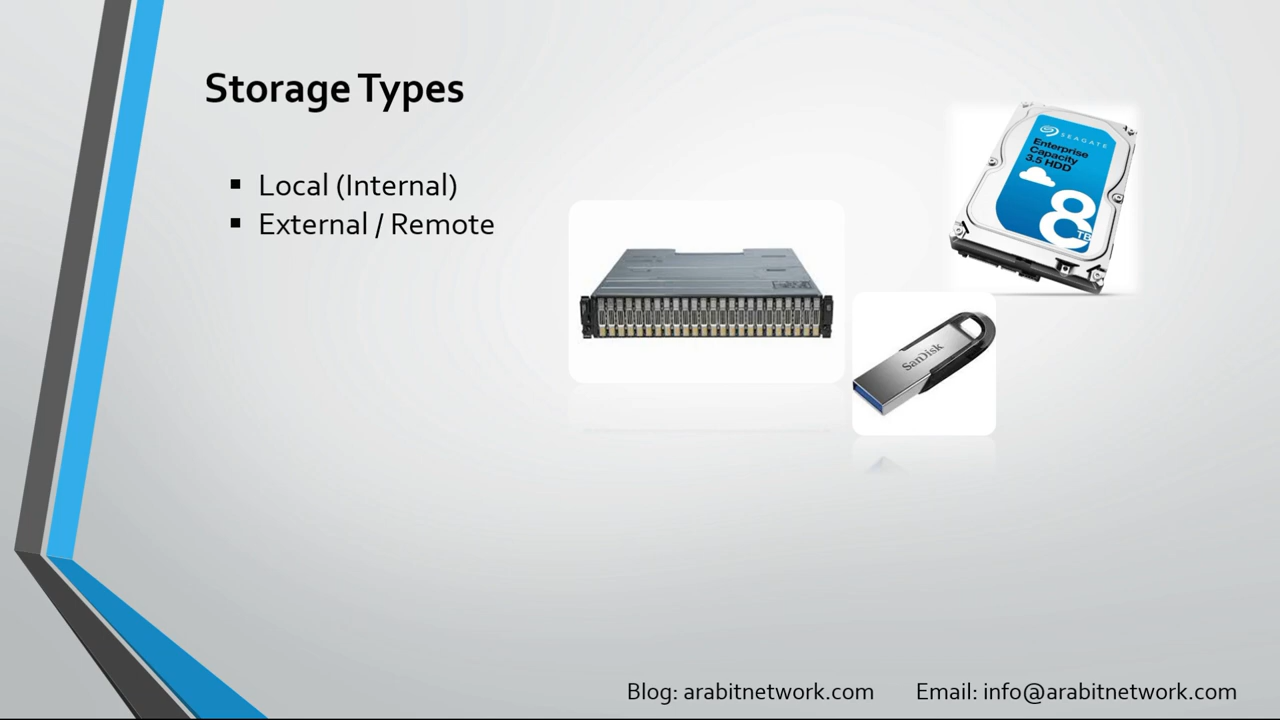 Storage Types
Local (Internal)
External / Remote
SEAGATE
Enterprise
Capacity
3.5 HDD
8
TB
SanDisk
Blog: arabitnetwork.com
Email: info@arabitnetwork.com